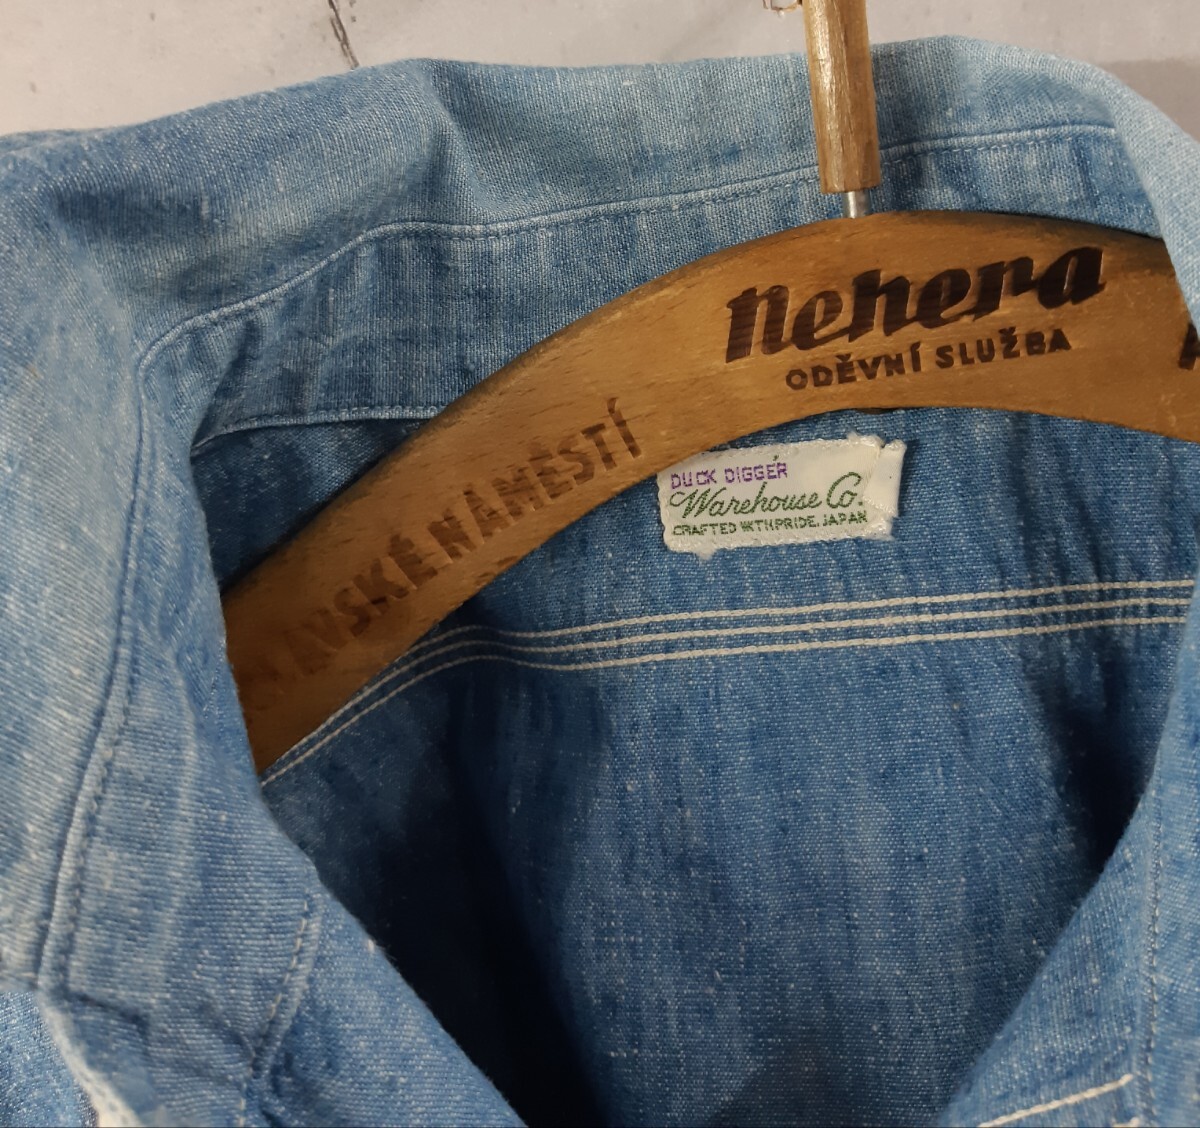 Nehera
ODĚVNÍ SLUŽBA
NÁMĚSTÍ
DUCK DIGGER
Warehouse Co.
CRAFTED WITH PRIDE. JAPAN